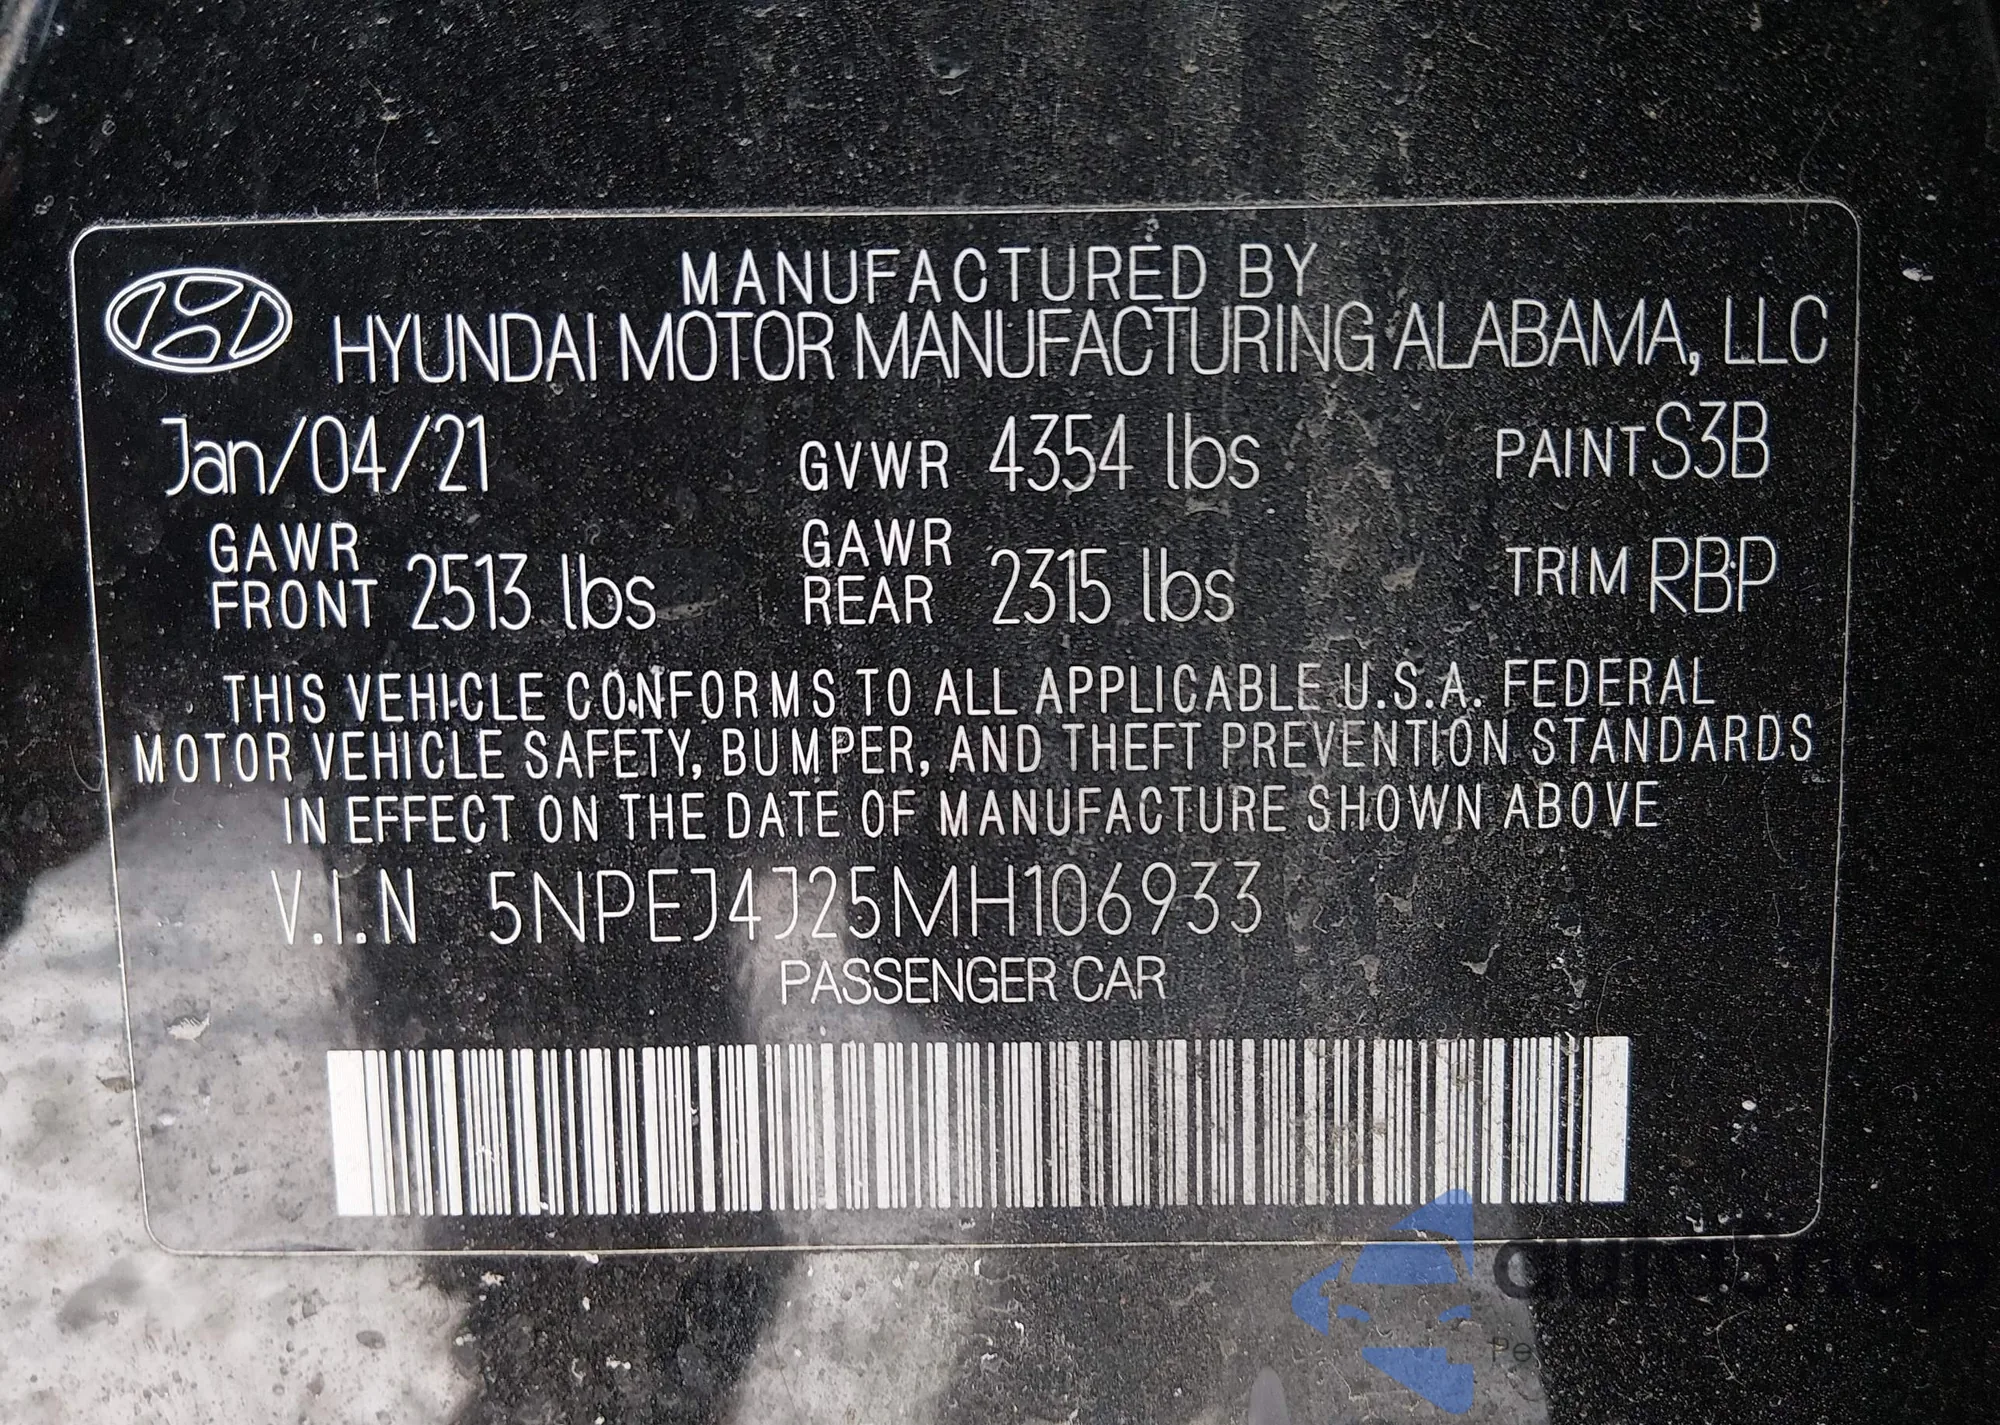 MANUFACTURED BY
HYUNDAI MOTOR MANUFACTURING ALABAMA, LLC
Jan/04/21 GVWR 4354 lbs PAINT S3B
GAWR FRONT 2513 lbs GAWR REAR 2315 lbs TRIM RBP
THIS VEHICLE CONFORMS TO ALL APPLICABLE U.S.A. FEDERAL
MOTOR VEHICLE SAFETY, BUMPER, AND THEFT PREVENTION STANDARDS
IN EFFECT ON THE DATE OF MANUFACTURE SHOWN ABOVE
V.I.N 5NPEJ4J25MH106933
PASSENGER CAR